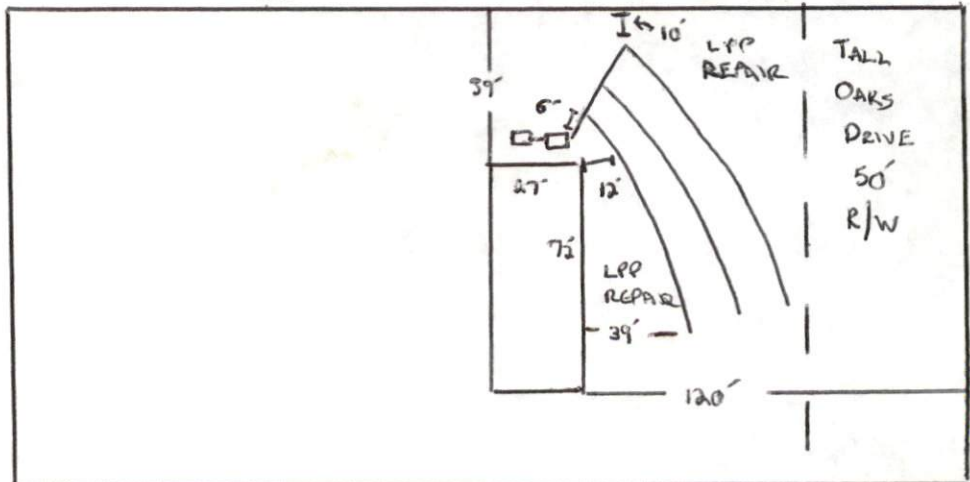 10'
LPP
REPAIR
TALL
OAKS
DRIVE
50'
R/W
39'
6'
27'
12'
72'
LPP
REPAIR
39'
120'